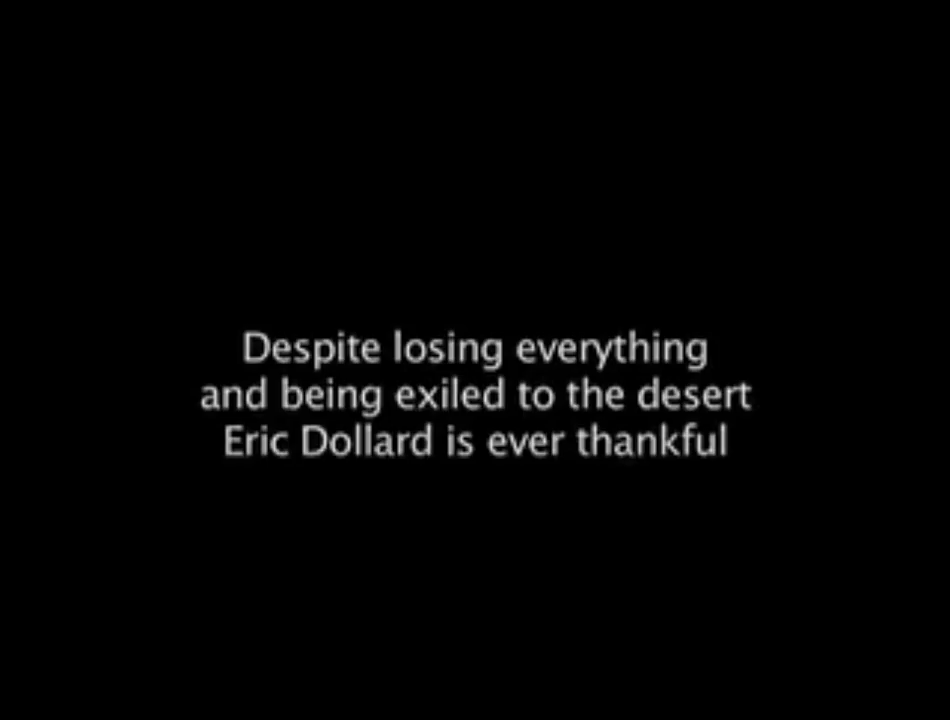 Despite losing everything
and being exiled to the desert
Eric Dollard is ever thankful